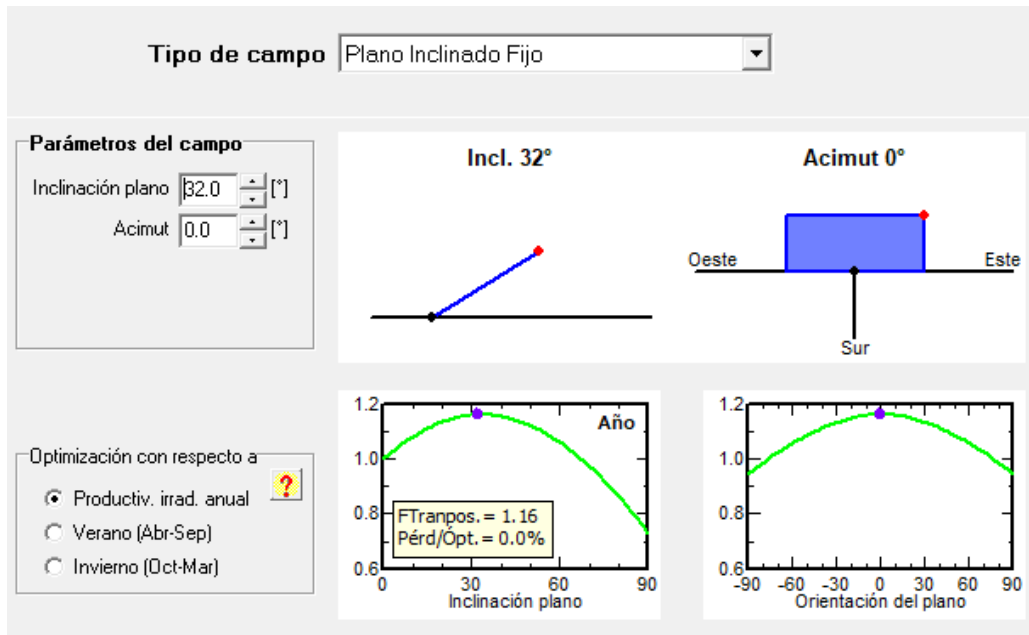 Tipo de campo Plano Inclinado Fijo
Parámetros del campo
Inclinación plano 32.0 [°]
Acimut 0.0 [°]
Incl. 32°
Acimut 0°
Oeste
Este
Sur
Optimización con respecto a
?
Productiv. irrad. anual
Verano (Abr-Sep)
Invierno (Oct-Mar)
1.2
1.0
0.8
0.6
Año
FTranpos. = 1.16
Pérd/Ópt. = 0.0%
0 30 60 90
Inclinación plano
1.2
1.0
0.8
0.6
-90 -60 -30 0 30 60 90
Orientación del plano